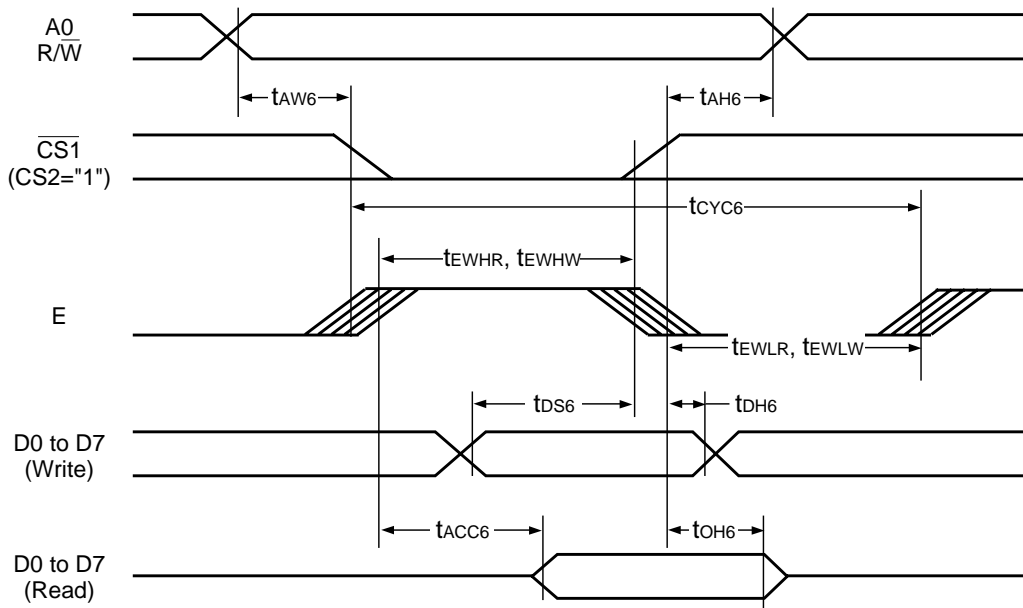 A0
R/W
tAW6
tAH6
CS1
(CS2="1")
tCYC6
tEWHR, tEWHW
E
tEWLR, tEWLW
tDS6
tDH6
D0 to D7
(Write)
tACC6
tOH6
D0 to D7
(Read)